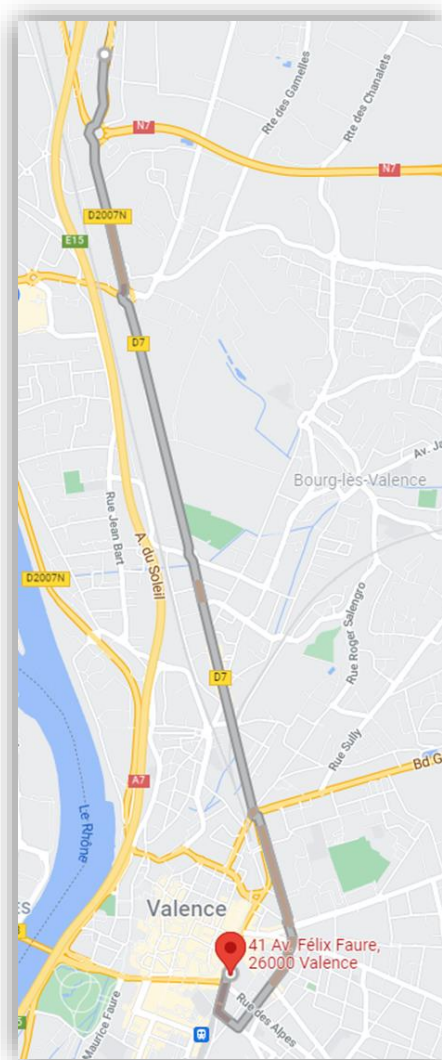 Rte des Gamelles
Rte des Chanalets
N7
N7
D2007N
E15
D7
Bourg-lès-Valence
Av. Ja
Rue Jean Bart
A. du Soleil
D2007N
Rue Roger Salengro
D7
Rue Sully
Bd G
A7
Le Rhône
Valence
41 Av. Félix Faure,
26000 Valence
Rue des Alpes
Maurice Faure